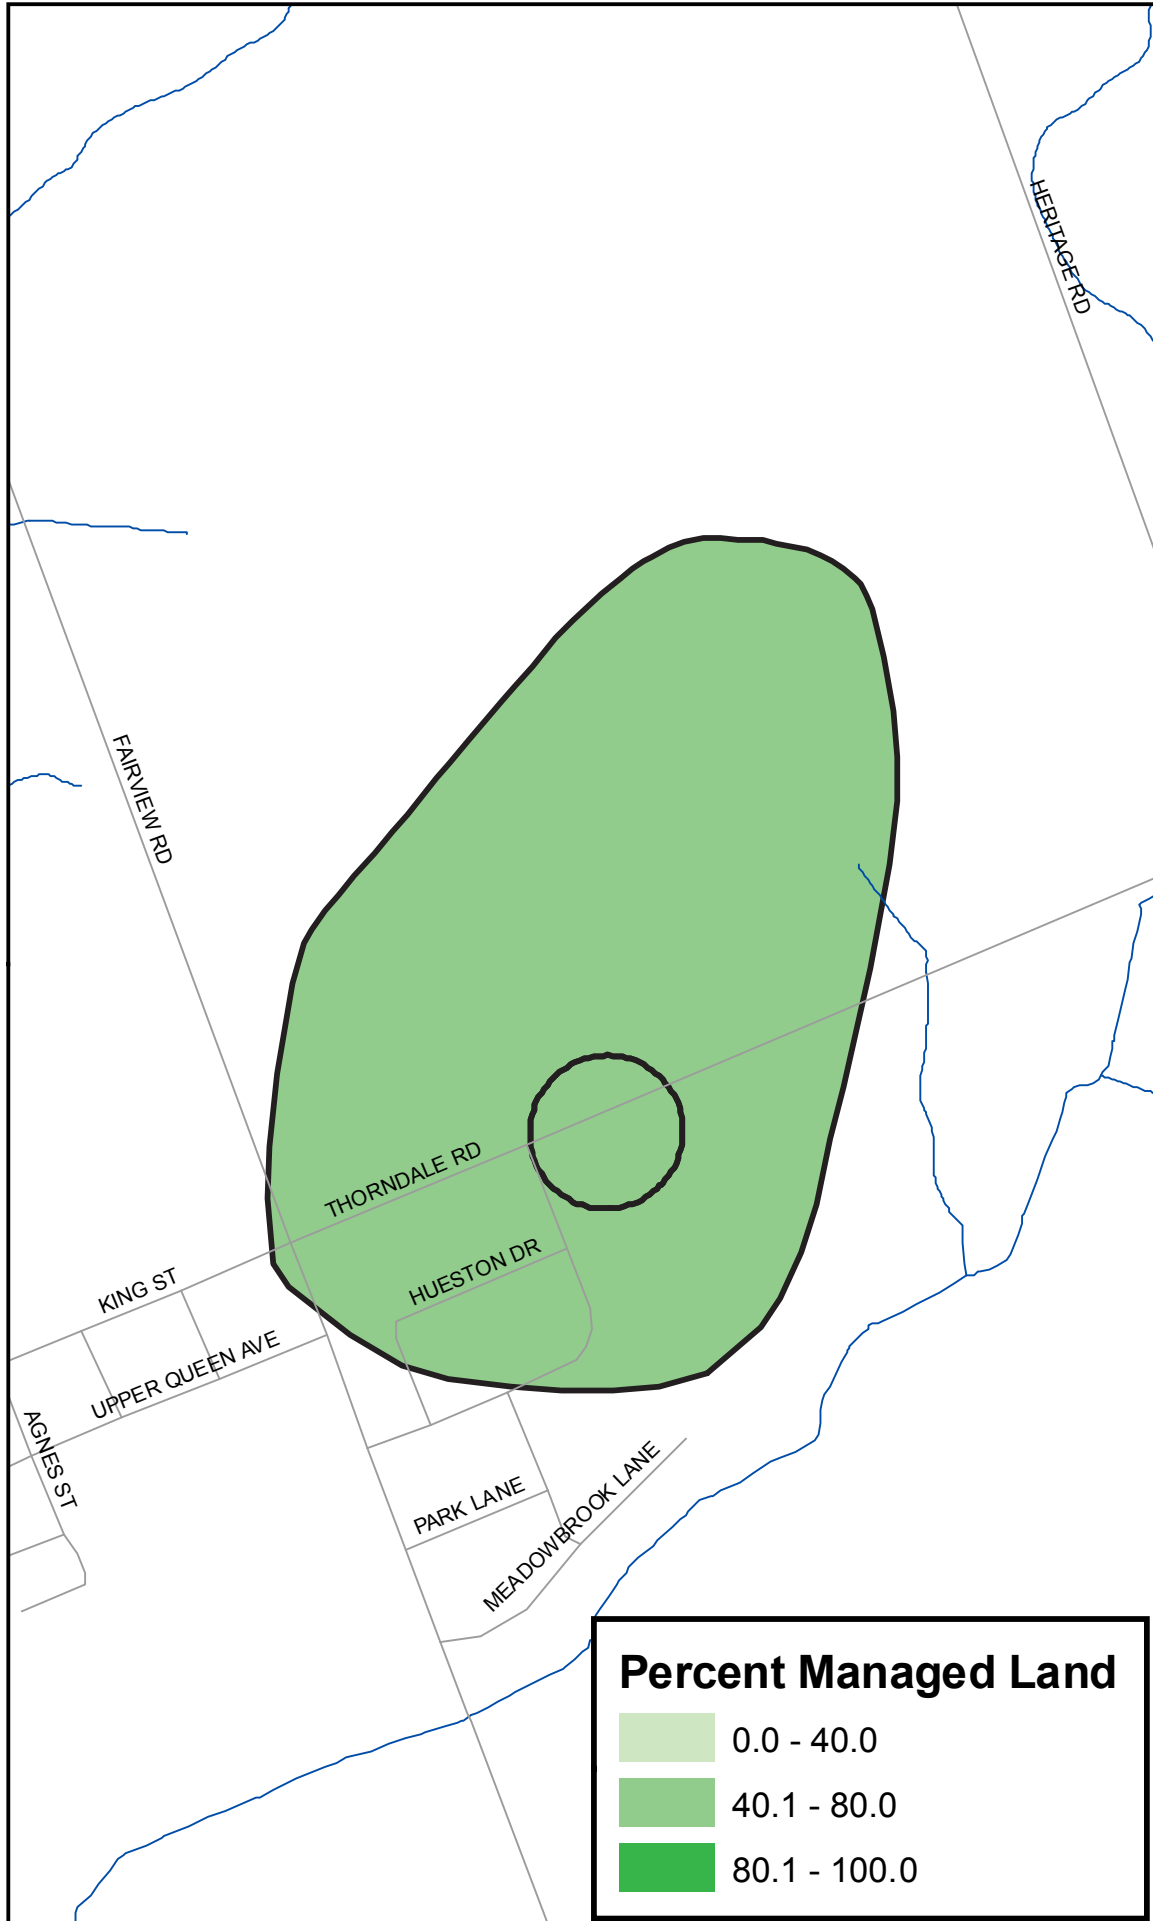 HERITAGE RD
FAIRVIEW RD
THORNDALE RD
HUESTON DR
KING ST
UPPER QUEEN AVE
AGNES ST
PARK LANE
MEADOWBROOK LANE
Percent Managed Land
0.0 - 40.0
40.1 - 80.0
80.1 - 100.0